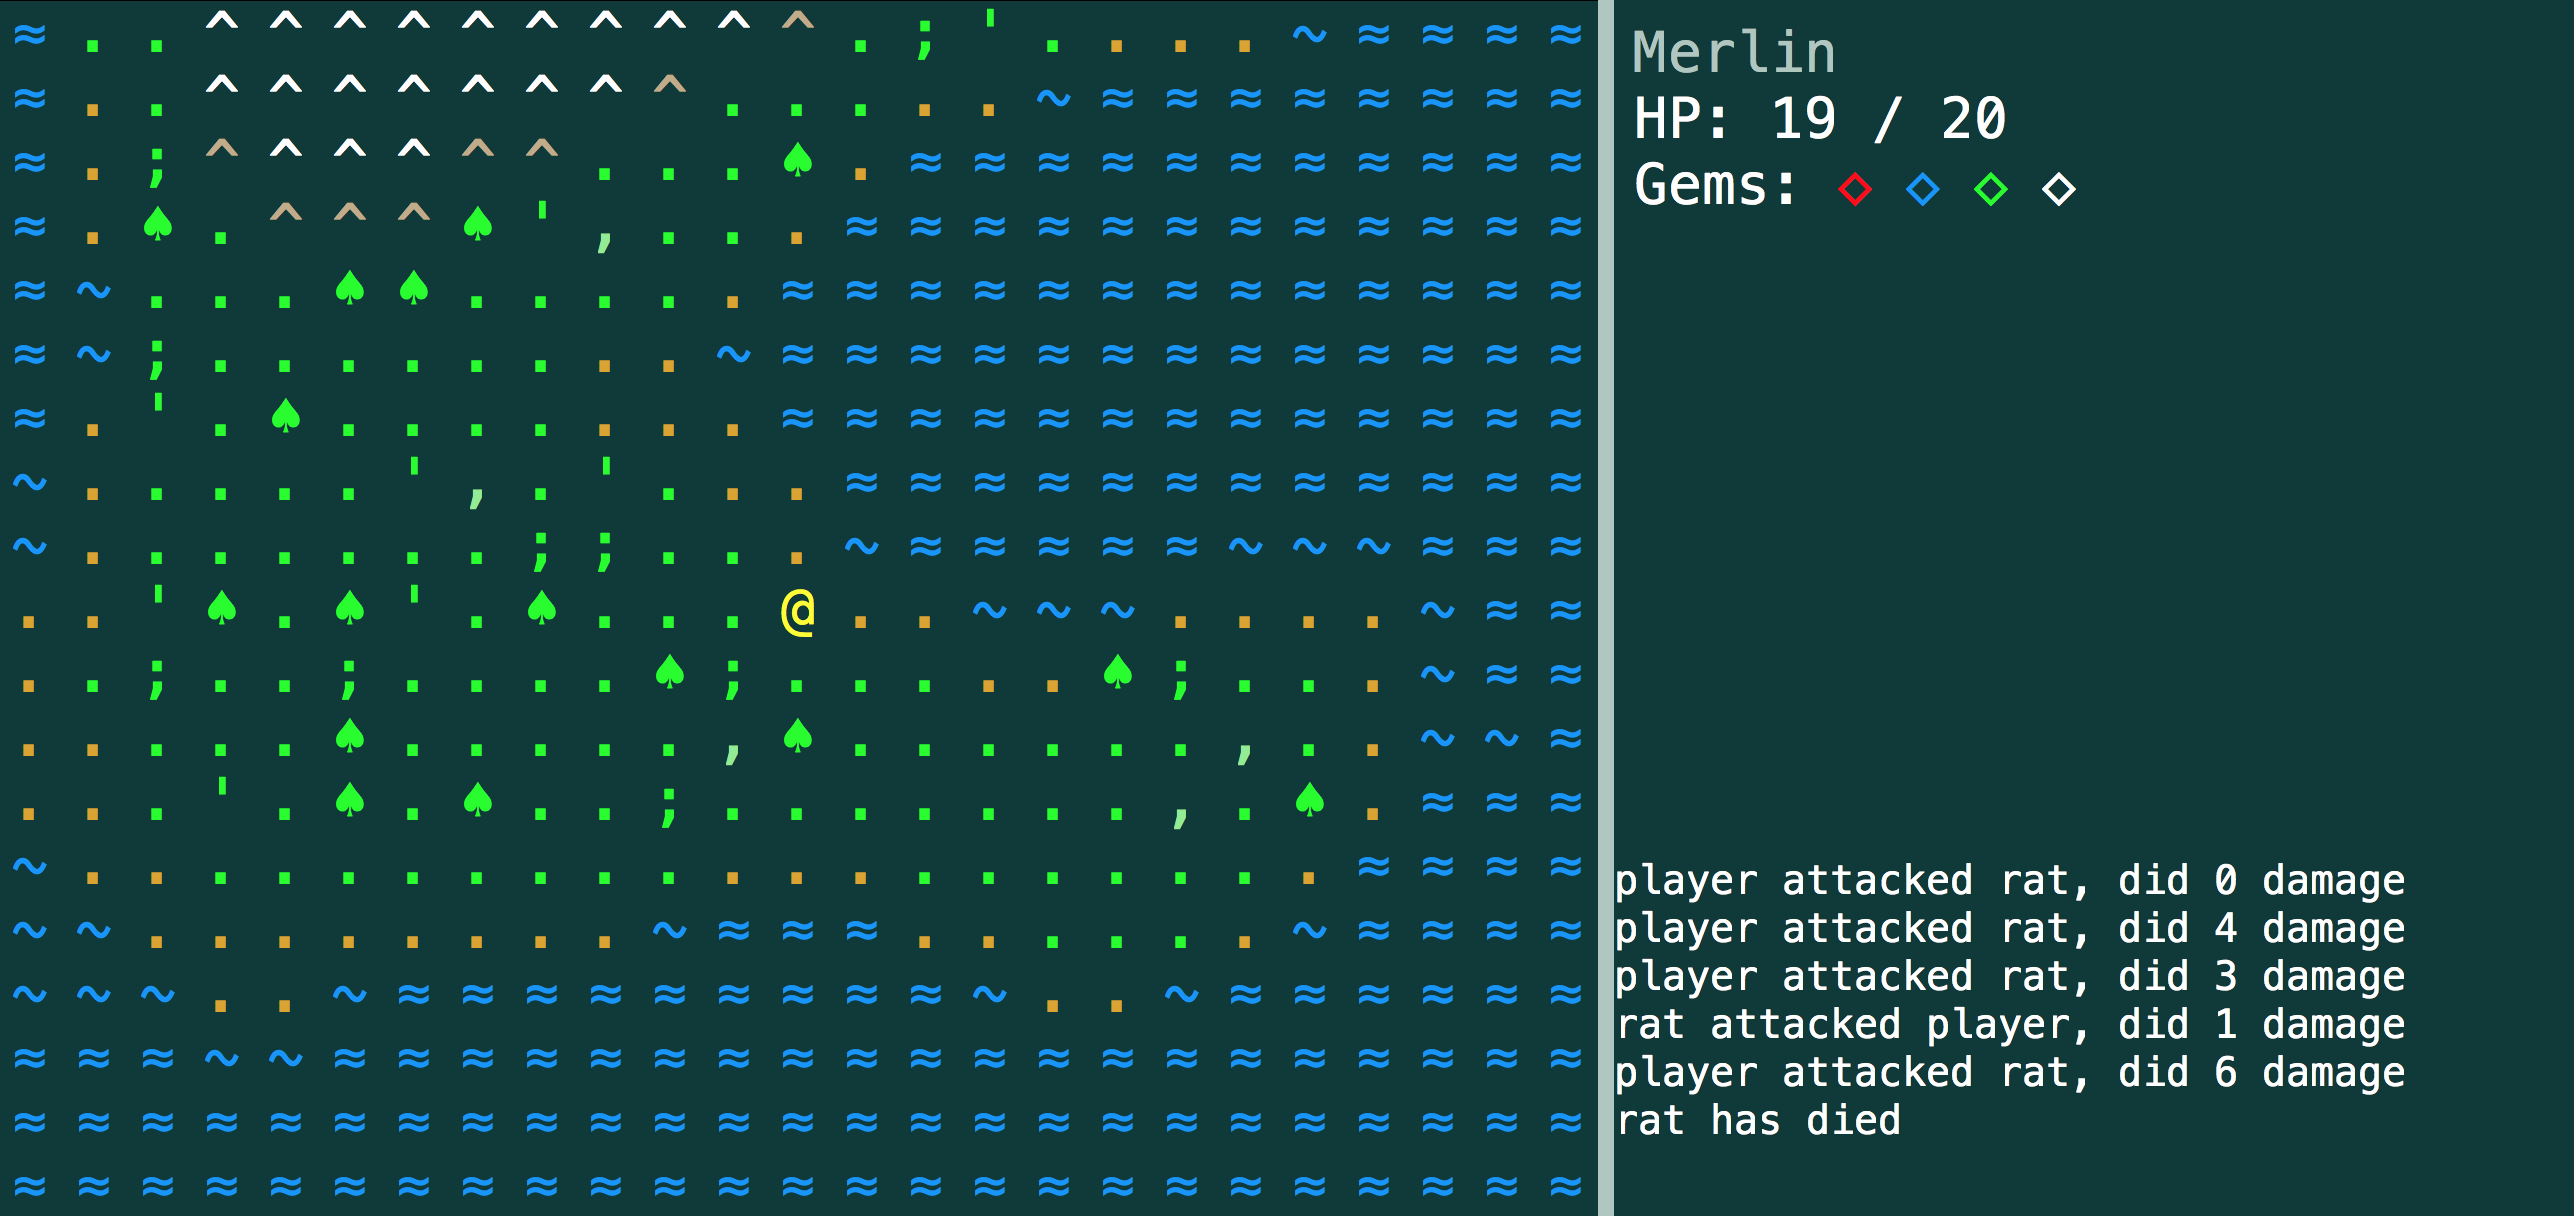 ≈ . . ^ ^ ^ ^ ^ ^ ^ ^ ^ ^ . ; ' . . . . ~ ≈ ≈ ≈ ≈
≈ . . ^ ^ ^ ^ ^ ^ ^ ^ . . . . . ~ ≈ ≈ ≈ ≈ ≈ ≈ ≈ ≈
≈ . ; ^ ^ ^ ^ ^ ^ . . . ♠ . ≈ ≈ ≈ ≈ ≈ ≈ ≈ ≈ ≈ ≈ ≈
≈ . ♠ . ^ ^ ^ ♠ ' , . . . ≈ ≈ ≈ ≈ ≈ ≈ ≈ ≈ ≈ ≈ ≈ ≈
≈ ~ . . . ♠ ♠ . . . . . ≈ ≈ ≈ ≈ ≈ ≈ ≈ ≈ ≈ ≈ ≈ ≈ ≈
≈ ~ ; . . . . . . . . ~ ≈ ≈ ≈ ≈ ≈ ≈ ≈ ≈ ≈ ≈ ≈ ≈ ≈
≈ . ' . ♠ . . . . . . . ≈ ≈ ≈ ≈ ≈ ≈ ≈ ≈ ≈ ≈ ≈ ≈ ≈
~ . . . . . ' , . ' . . . ≈ ≈ ≈ ≈ ≈ ≈ ≈ ≈ ≈ ≈ ≈ ≈
~ . . . . . . . ; ; . . . ~ ≈ ≈ ≈ ≈ ≈ ~ ~ ~ ≈ ≈ ≈
. . ' ♠ . ♠ ' . ♠ . . . @ . . ~ ~ ~ . . . . ~ ≈ ≈
. . ; . . ; . . . . ♠ ; . . . . . ♠ ; . . . ~ ≈ ≈
. . . . . ♠ . . . . . , ♠ . . . . . . , . . ~ ~ ≈
. . . ' . ♠ . ♠ . . ; . . . . . . . , . ♠ . ≈ ≈ ≈
~ . . . . . . . . . . . . . . . . . . . . ≈ ≈ ≈ ≈
~ ~ . . . . . . . . ~ ≈ ≈ ≈ . . . . . . ~ ≈ ≈ ≈ ≈
~ ~ ~ . . ~ ≈ ≈ ≈ ≈ ≈ ≈ ≈ ≈ ≈ ~ . . ~ ≈ ≈ ≈ ≈ ≈ ≈
≈ ≈ ≈ ~ ~ ≈ ≈ ≈ ≈ ≈ ≈ ≈ ≈ ≈ ≈ ≈ ≈ ≈ ≈ ≈ ≈ ≈ ≈ ≈ ≈
≈ ≈ ≈ ≈ ≈ ≈ ≈ ≈ ≈ ≈ ≈ ≈ ≈ ≈ ≈ ≈ ≈ ≈ ≈ ≈ ≈ ≈ ≈ ≈ ≈
≈ ≈ ≈ ≈ ≈ ≈ ≈ ≈ ≈ ≈ ≈ ≈ ≈ ≈ ≈ ≈ ≈ ≈ ≈ ≈ ≈ ≈ ≈ ≈ ≈
Merlin
HP: 19 / 20
Gems: ◇ ◇ ◇ ◇
player attacked rat, did 0 damage
player attacked rat, did 4 damage
player attacked rat, did 3 damage
rat attacked player, did 1 damage
player attacked rat, did 6 damage
rat has died